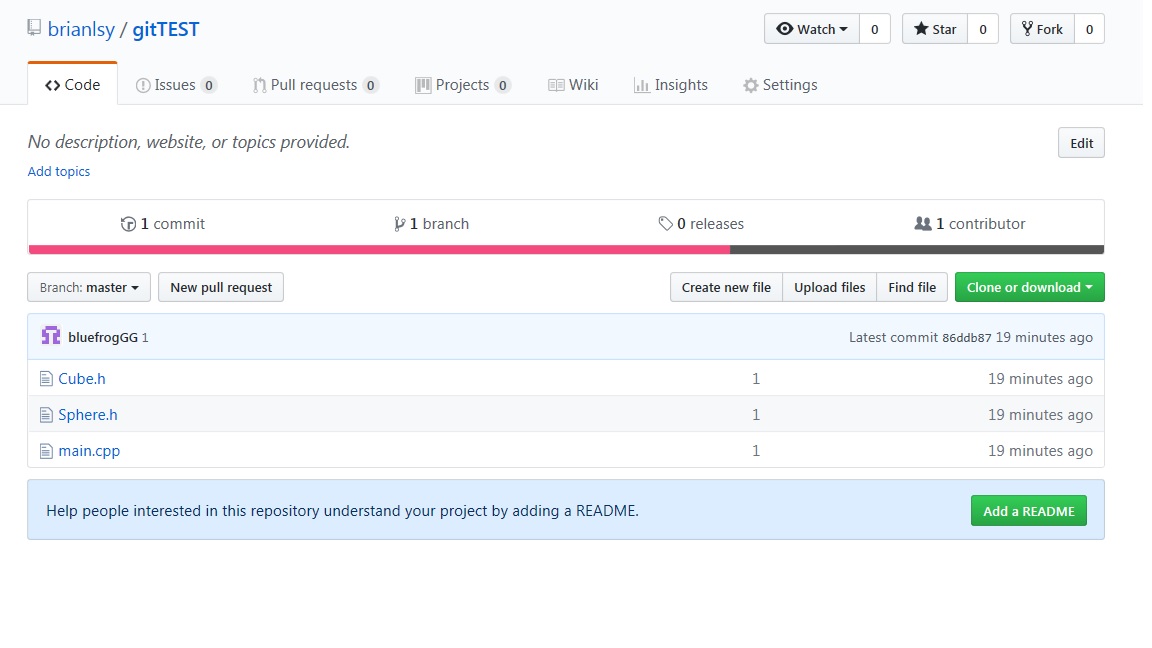 brianlsy / gitTEST Watch 0 Star 0 Fork 0
Code Issues 0 Pull requests 0 Projects 0 Wiki Insights Settings
No description, website, or topics provided. Edit
Add topics
1 commit 1 branch 0 releases 1 contributor
Branch: master New pull request Create new file Upload files Find file Clone or download
bluefrogGG 1 Latest commit 86ddb87 19 minutes ago
Cube.h 1 19 minutes ago
Sphere.h 1 19 minutes ago
main.cpp 1 19 minutes ago
Help people interested in this repository understand your project by adding a README. Add a README